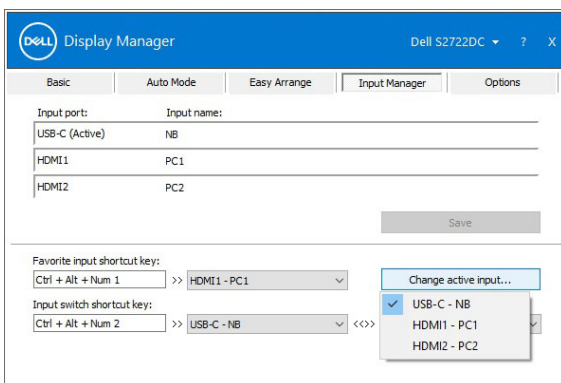 DELL Display Manager Dell S2722DC ? X
Basic Auto Mode Easy Arrange Input Manager Options
Input port: Input name:
USB-C (Active) NB
HDMI1 PC1
HDMI2 PC2
Save
Favorite input shortcut key:
Ctrl + Alt + Num 1 >> HDMI1 - PC1 Change active input...
Input switch shortcut key:
Ctrl + Alt + Num 2 >> USB-C - NB <<>>
USB-C - NB
HDMI1 - PC1
HDMI2 - PC2